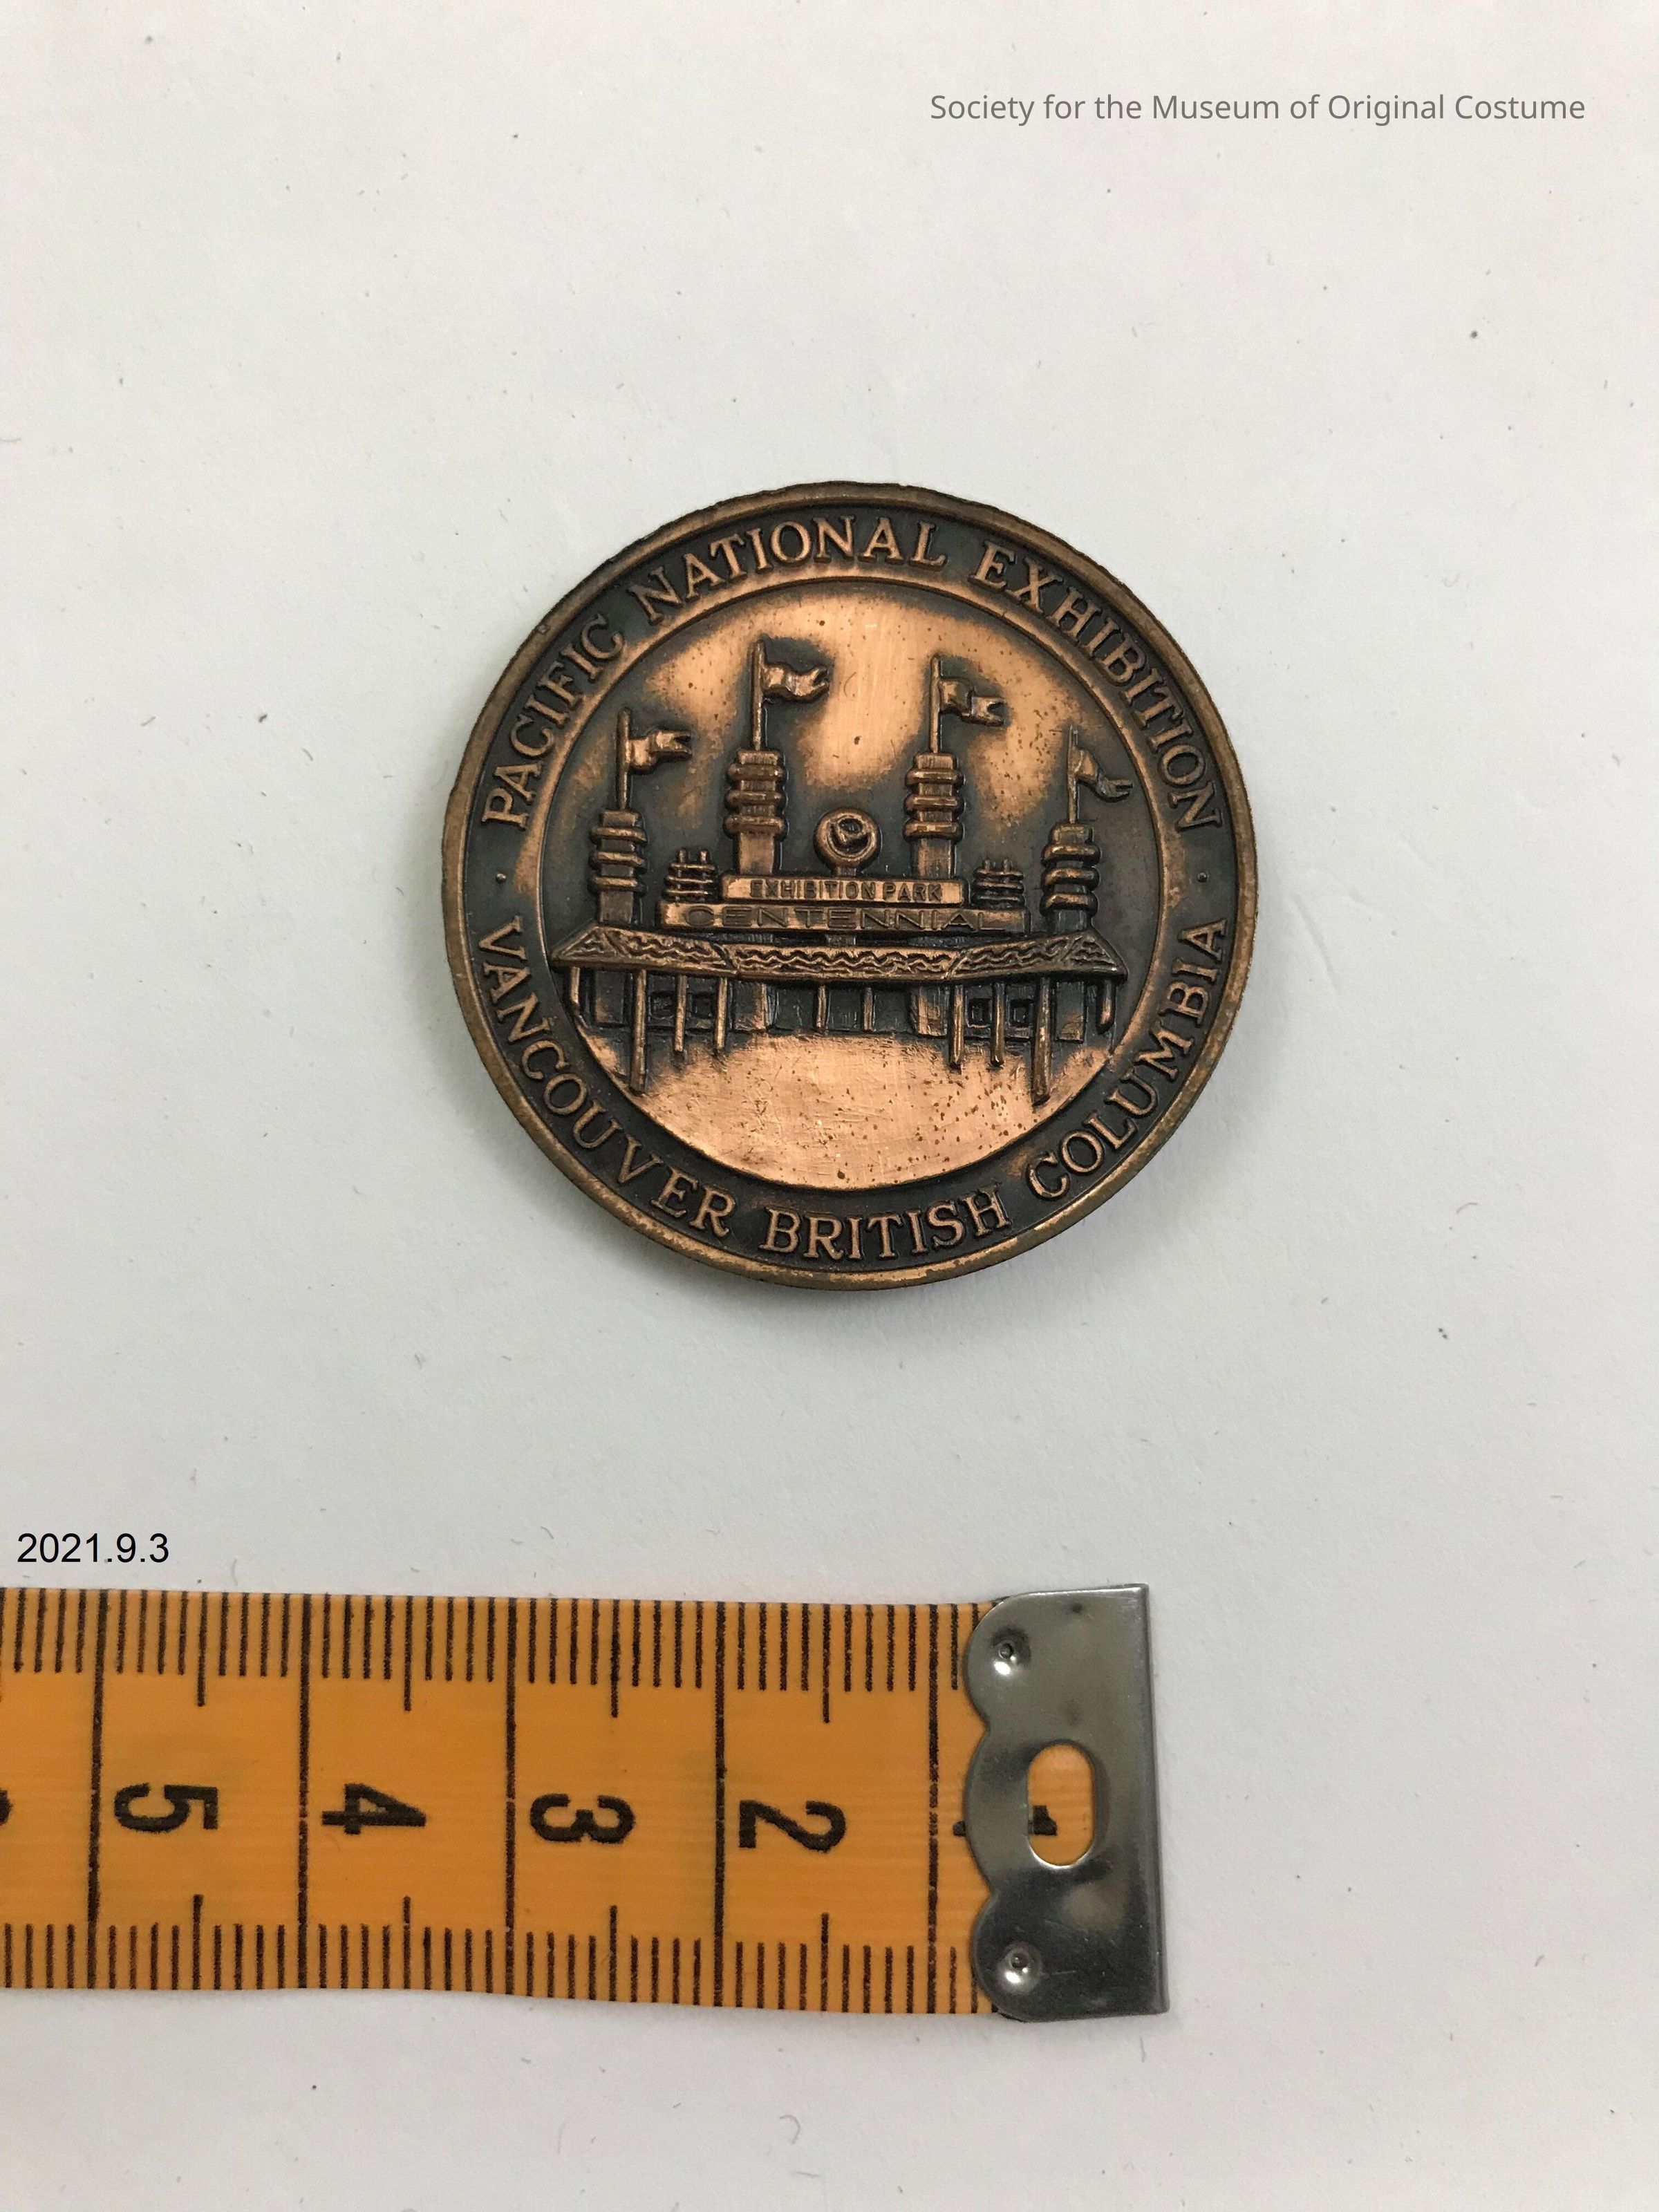 Society for the Museum of Original Costume
PACIFIC NATIONAL EXHIBITION
EXHIBITION PARK
CENTENNIAL
· VANCOUVER BRITISH COLUMBIA ·
2021.9.3
5 4 3 2 1